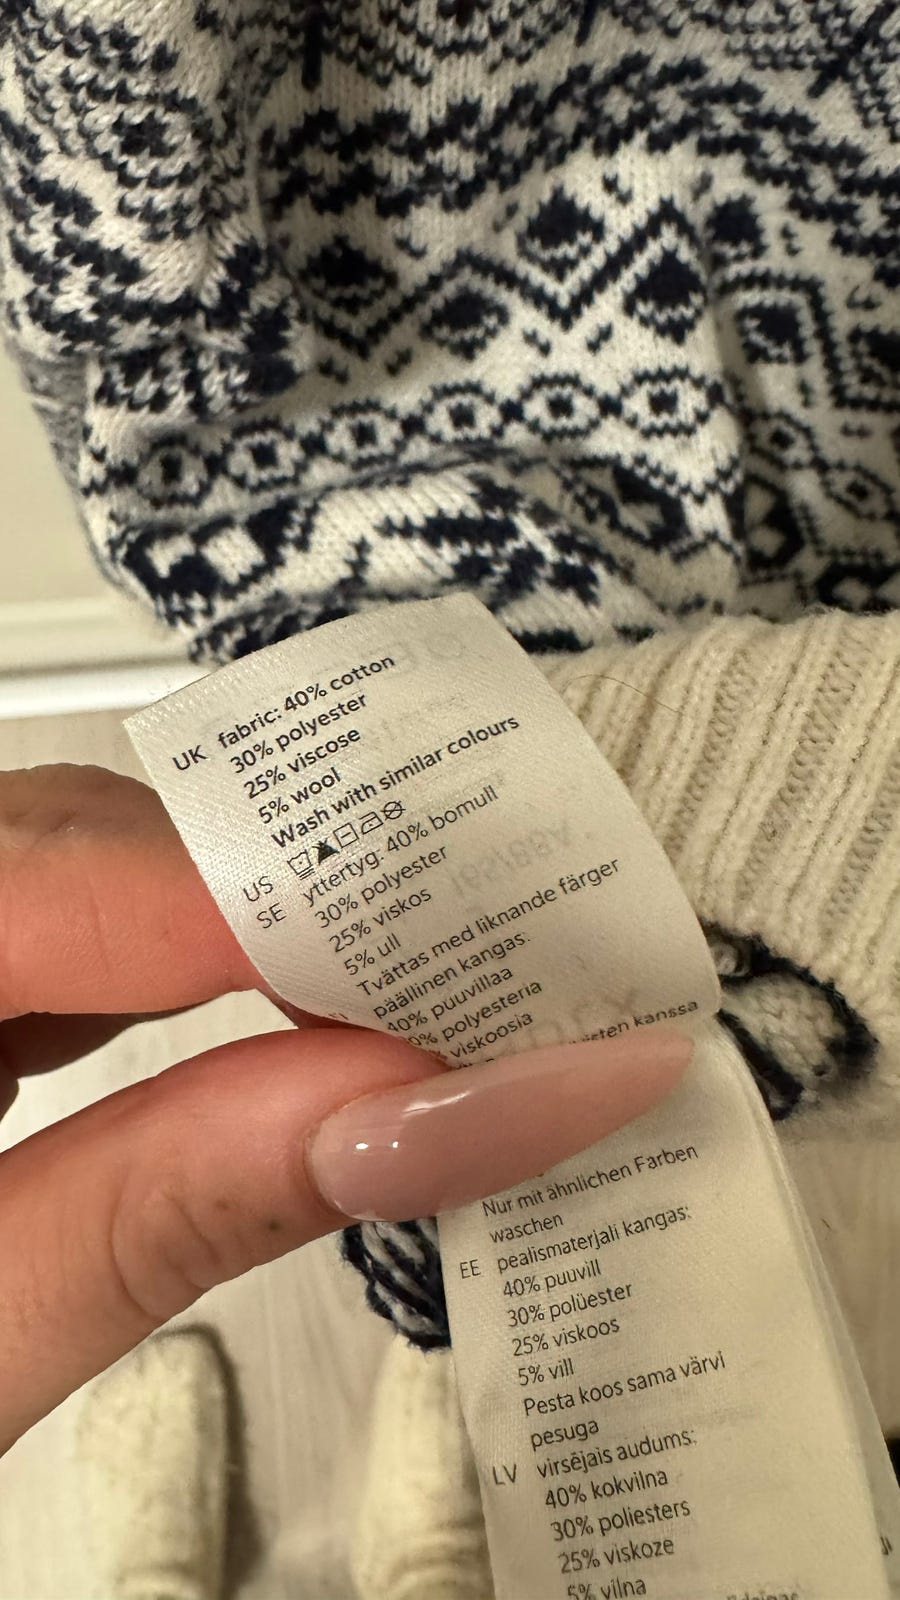 UK fabric: 40% cotton
30% polyester
25% viscose
5% wool
Wash with similar colours
US
SE yttertyg: 40% bomull
30% polyester
25% viskos
5% ull
Tvättas med liknande färger
päällinen kangas:
40% puuvillaa
polyesteria
viskoosia
kanssa
Nur mit ähnlichen Farben
waschen
EE pealismaterjali kangas:
40% puuvill
30% polüester
25% viskoos
5% vill
Pesta koos sama värvi
pesuga
LV virsējais audums:
40% kokvilna
30% poliesters
25% viskoze
5% vilna